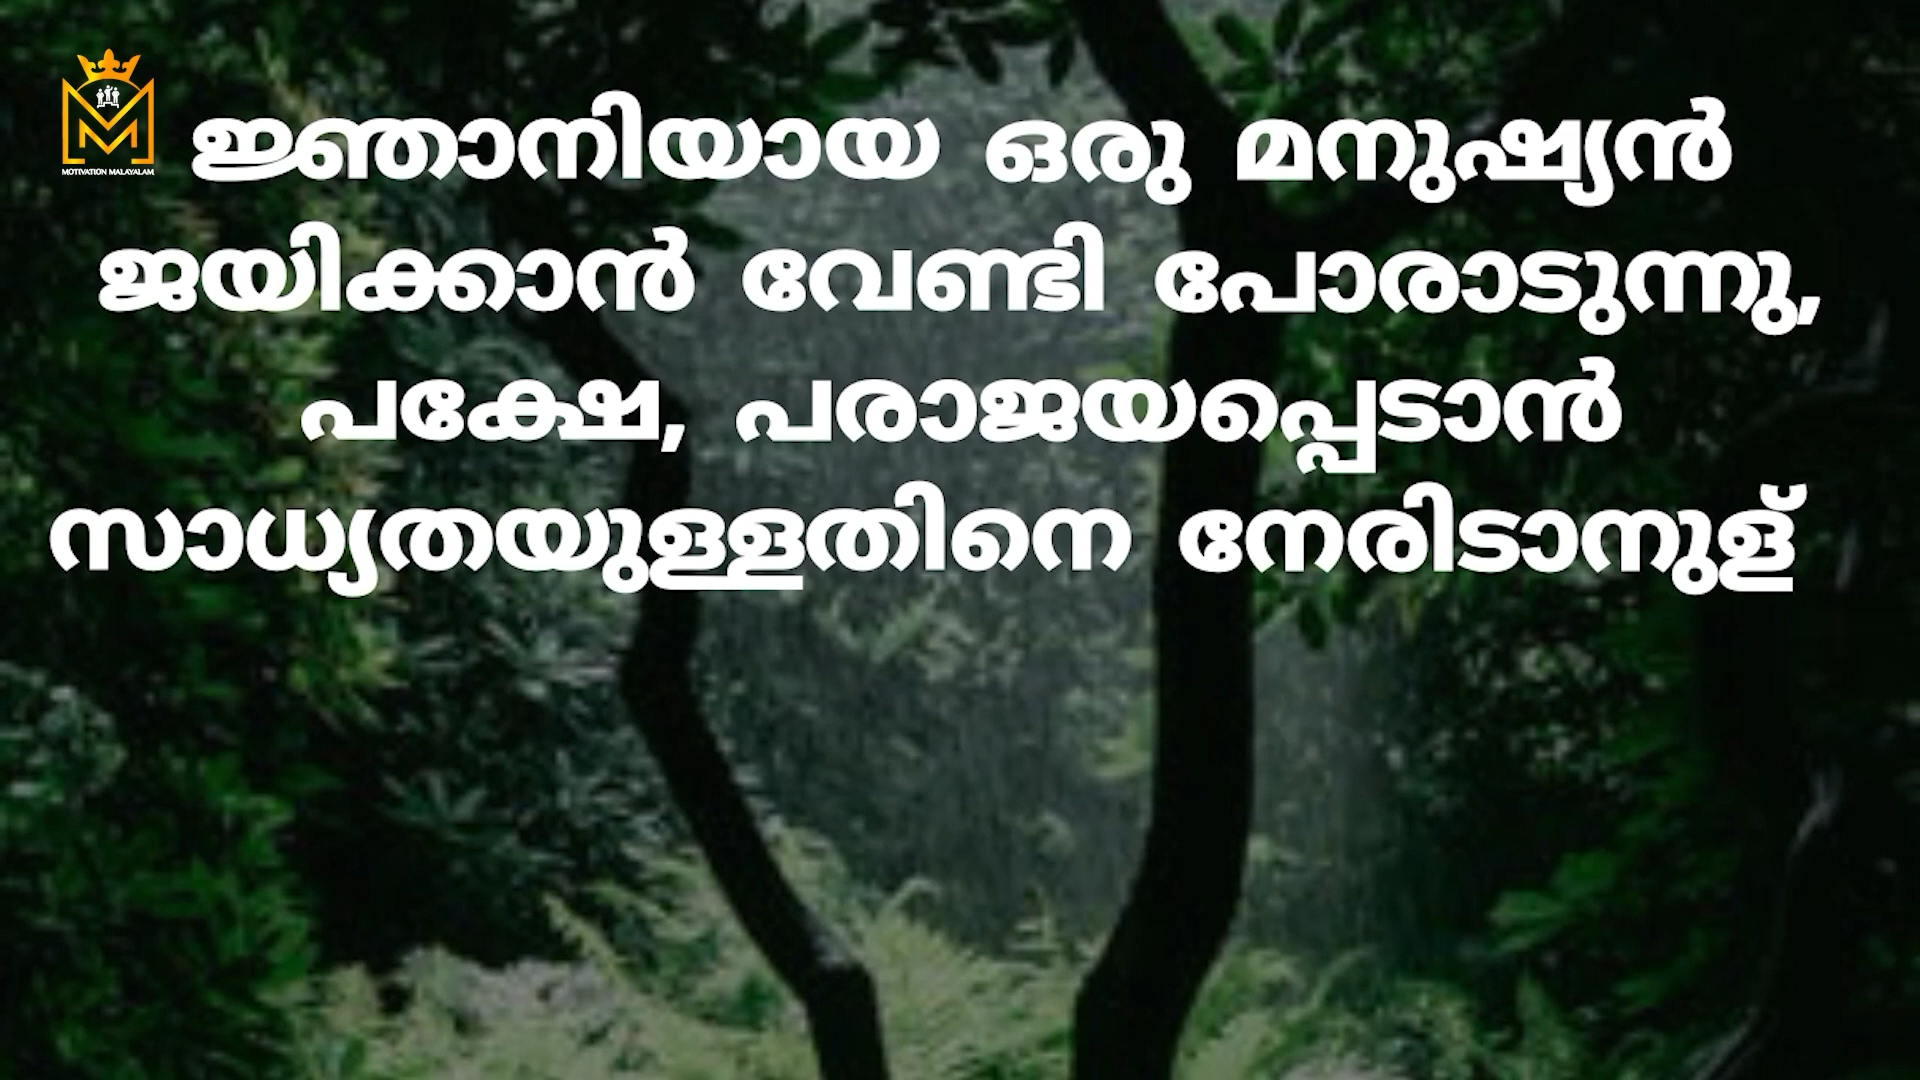 MOTIVATION MALAYALAM
ജ്ഞാനിയായ ഒരു മനുഷ്യൻ
ജയിക്കാൻ വേണ്ടി പോരാടുന്നു,
പക്ഷേ, പരാജയപ്പെടാൻ
സാധ്യതയുള്ളതിനെ നേരിടാനുള്